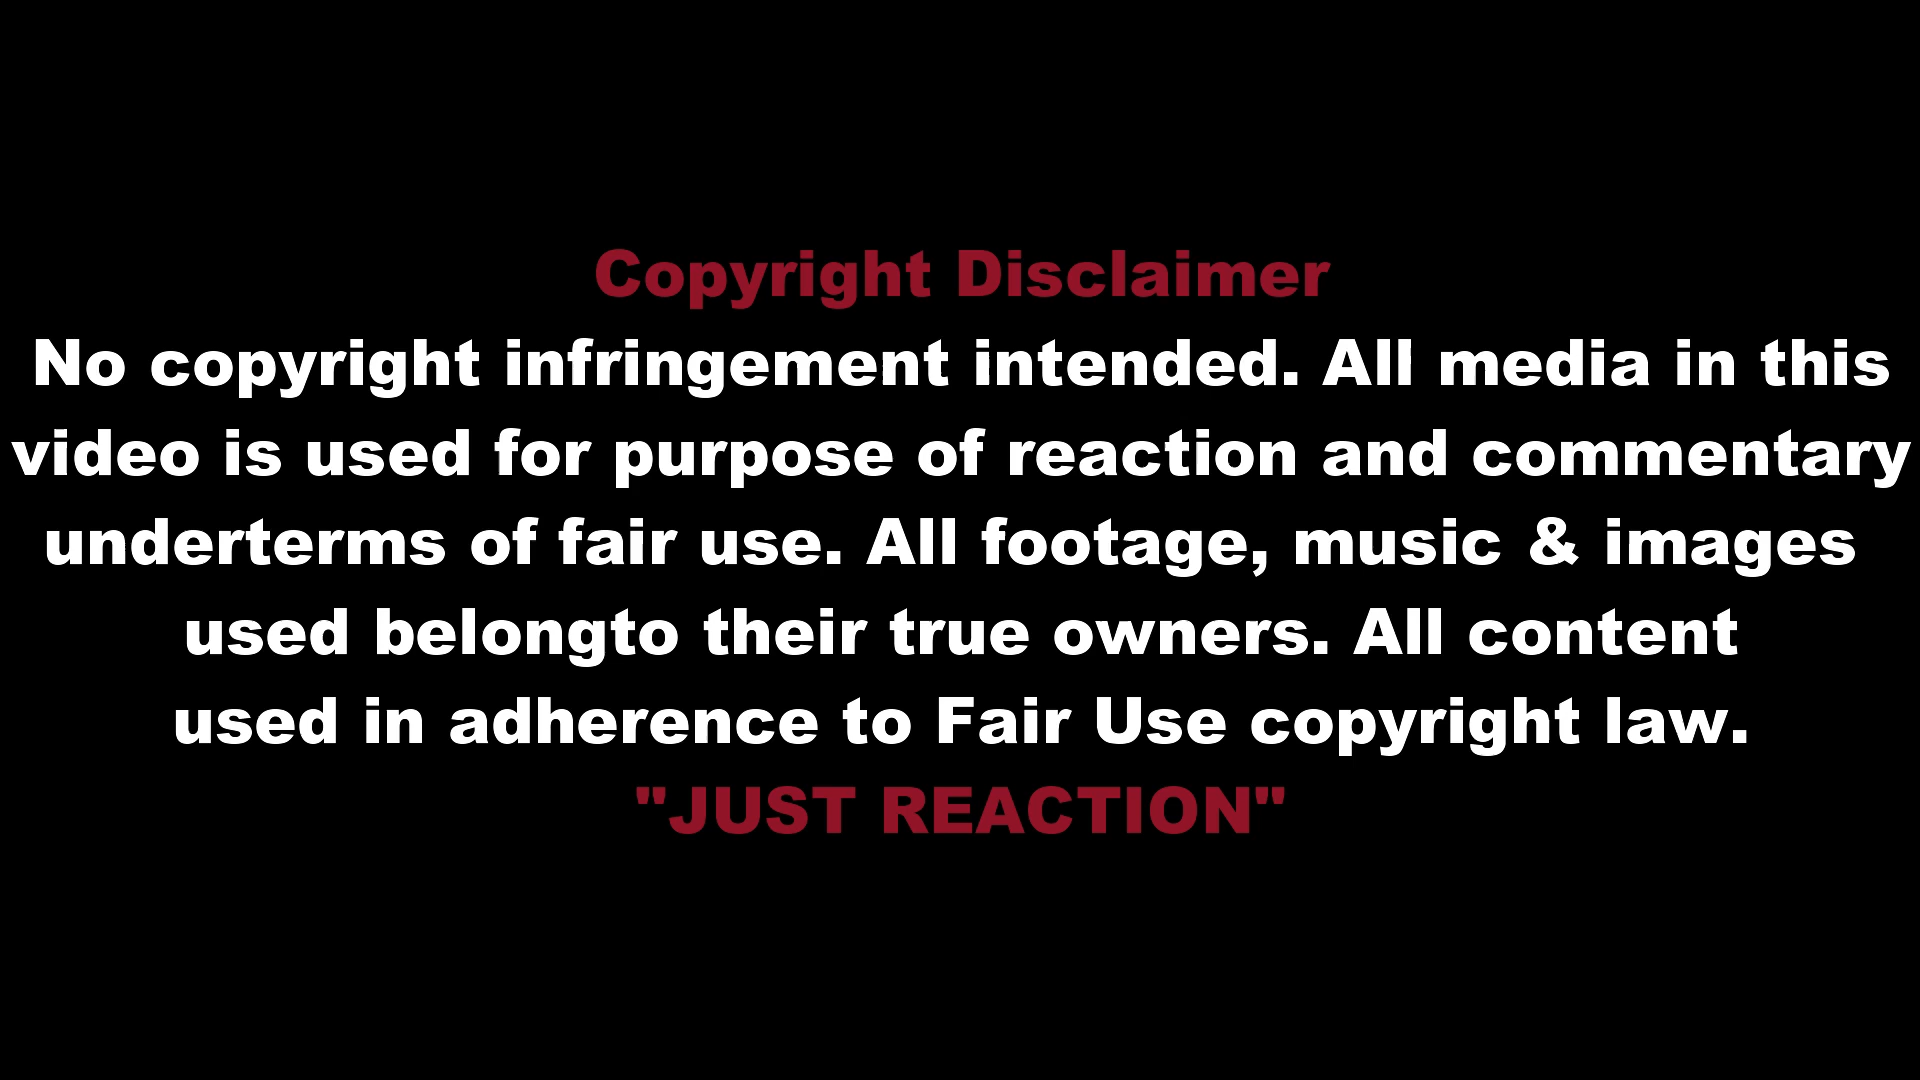 Copyright Disclaimer
No copyright infringement intended. All media in this
video is used for purpose of reaction and commentary
underterms of fair use. All footage, music & images
used belongto their true owners. All content
used in adherence to Fair Use copyright law.
"JUST REACTION"